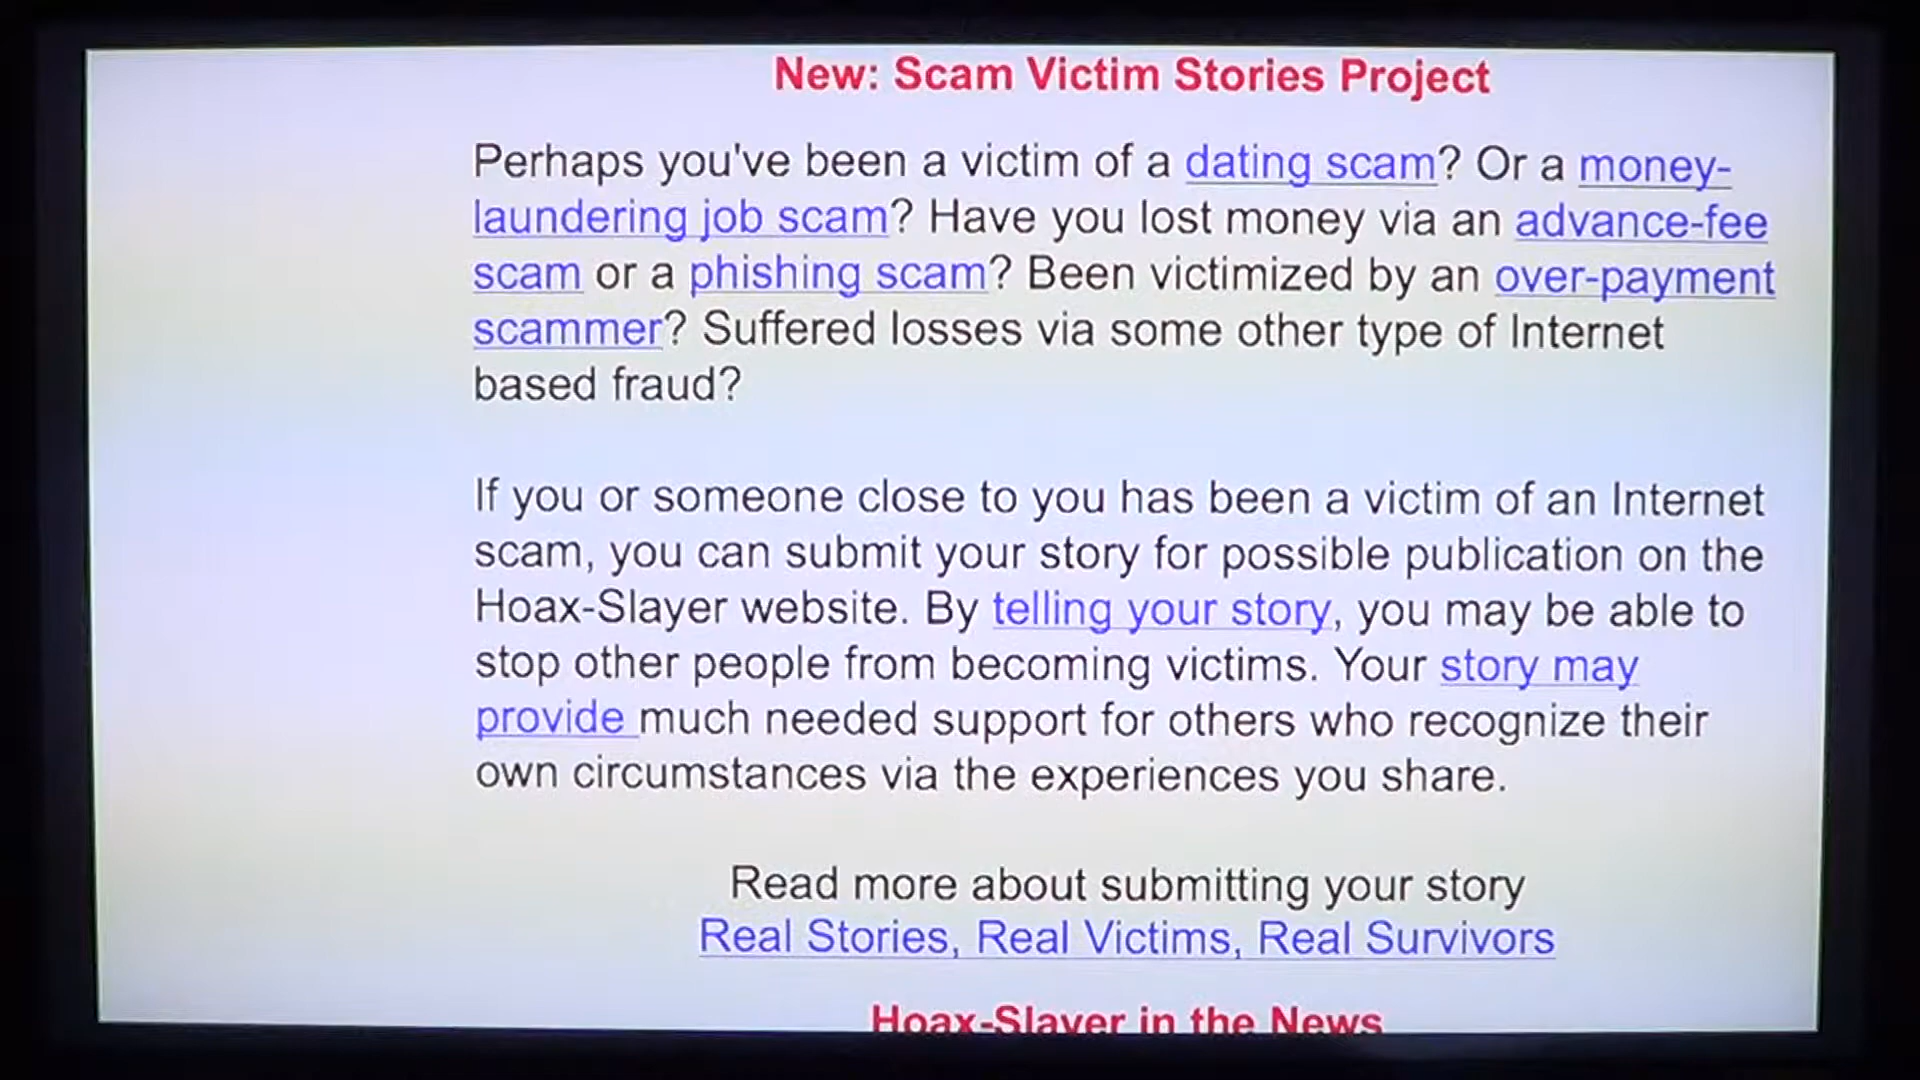 New: Scam Victim Stories Project
Perhaps you've been a victim of a dating scam? Or a money-
laundering job scam? Have you lost money via an advance-fee
scam or a phishing scam? Been victimized by an over-payment
scammer? Suffered losses via some other type of Internet
based fraud?
If you or someone close to you has been a victim of an Internet
scam, you can submit your story for possible publication on the
Hoax-Slayer website. By telling your story, you may be able to
stop other people from becoming victims. Your story may
provide much needed support for others who recognize their
own circumstances via the experiences you share.
Read more about submitting your story
Real Stories, Real Victims, Real Survivors
Hoax-Slayer in the News